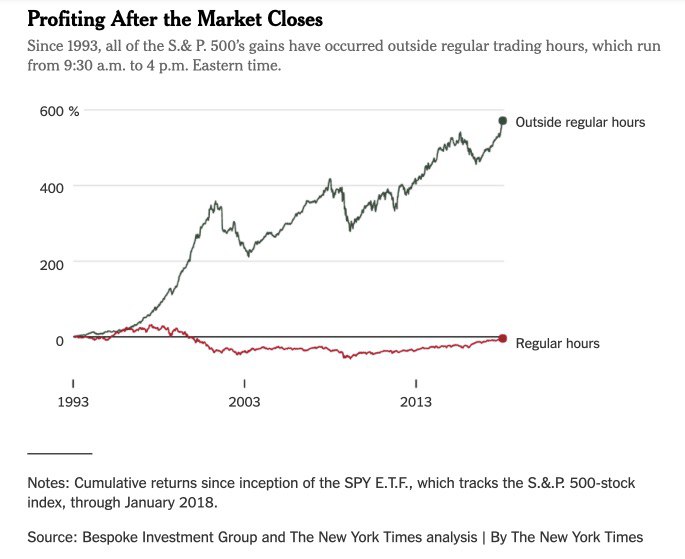 Profiting After the Market Closes
Since 1993, all of the S.& P. 500's gains have occurred outside regular trading hours, which run
from 9:30 a.m. to 4 p.m. Eastern time.
600 %
Outside regular hours
400
200
0
Regular hours
1993
2003
2013
Notes: Cumulative returns since inception of the SPY E.T.F., which tracks the S.&.P. 500-stock
index, through January 2018.
Source: Bespoke Investment Group and The New York Times analysis | By The New York Times